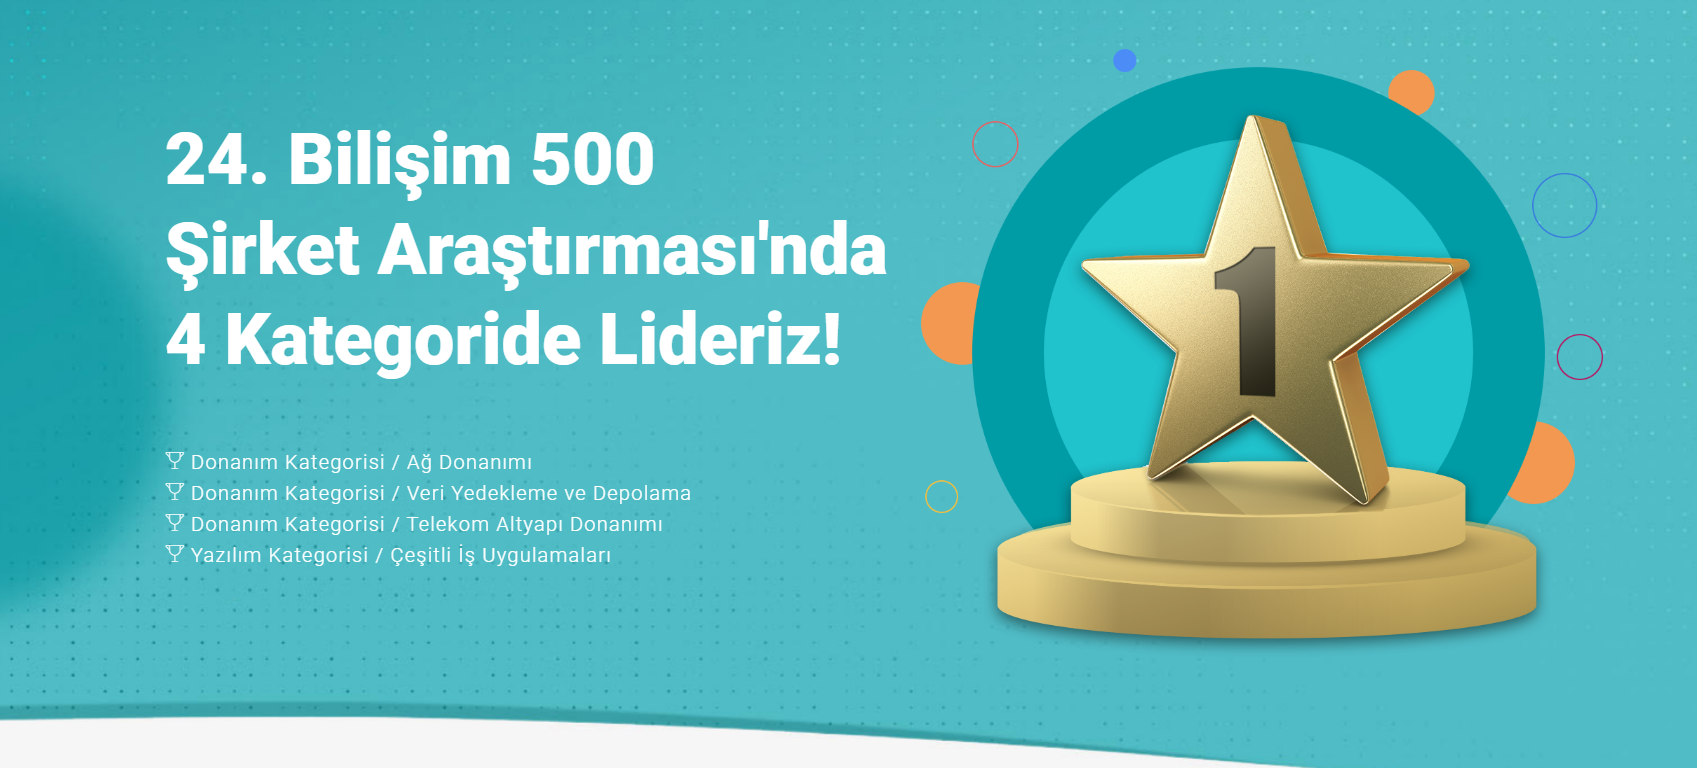 24. Bilişim 500
Şirket Araştırması'nda
4 Kategoride Lideriz!
Donanım Kategorisi / Ağ Donanımı
Donanım Kategorisi / Veri Yedekleme ve Depolama
Donanım Kategorisi / Telekom Altyapı Donanımı
Yazılım Kategorisi / Çeşitli İş Uygulamaları
1